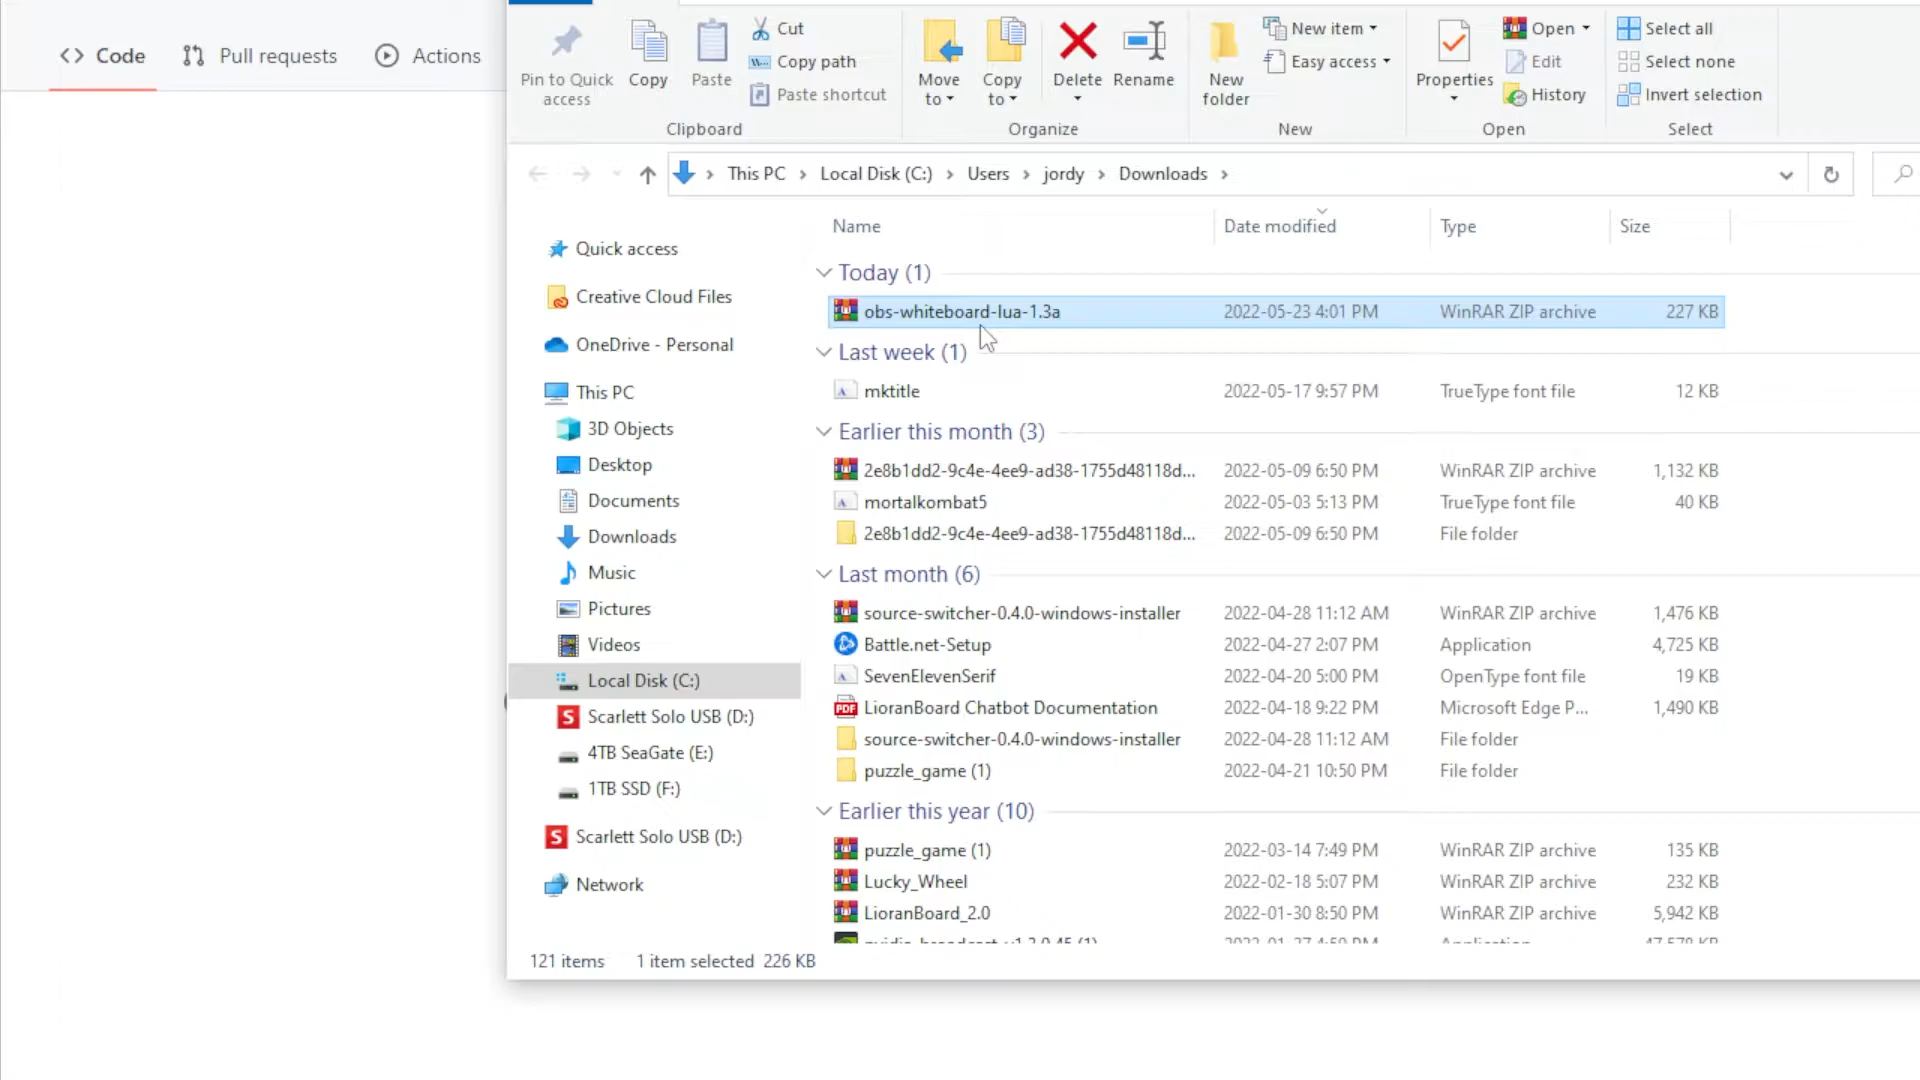 Code
Pull requests
Actions
Pin to Quick access
Copy
Paste
Cut
Copy path
Paste shortcut
Clipboard
Move to
Copy to
Delete
Rename
Organize
New folder
New item
Easy access
New
Properties
Open
Edit
History
Open
Select all
Select none
Invert selection
Select
This PC > Local Disk (C:) > Users > jordy > Downloads >
Name Date modified Type Size
Quick access
Creative Cloud Files
OneDrive - Personal
This PC
3D Objects
Desktop
Documents
Downloads
Music
Pictures
Videos
Local Disk (C:)
Scarlett Solo USB (D:)
4TB SeaGate (E:)
1TB SSD (F:)
Scarlett Solo USB (D:)
Network
Today (1)
obs-whiteboard-lua-1.3a 2022-05-23 4:01 PM WinRAR ZIP archive 227 KB
Last week (1)
mktitle 2022-05-17 9:57 PM TrueType font file 12 KB
Earlier this month (3)
2e8b1dd2-9c4e-4ee9-ad38-1755d48118d... 2022-05-09 6:50 PM WinRAR ZIP archive 1,132 KB
mortalkombat5 2022-05-03 5:13 PM TrueType font file 40 KB
2e8b1dd2-9c4e-4ee9-ad38-1755d48118d... 2022-05-09 6:50 PM File folder
Last month (6)
source-switcher-0.4.0-windows-installer 2022-04-28 11:12 AM WinRAR ZIP archive 1,476 KB
Battle.net-Setup 2022-04-27 2:07 PM Application 4,725 KB
SevenElevenSerif 2022-04-20 5:00 PM OpenType font file 19 KB
PDF LioranBoard Chatbot Documentation 2022-04-18 9:22 PM Microsoft Edge P... 1,490 KB
source-switcher-0.4.0-windows-installer 2022-04-28 11:12 AM File folder
puzzle_game (1) 2022-04-21 10:50 PM File folder
Earlier this year (10)
puzzle_game (1) 2022-03-14 7:49 PM WinRAR ZIP archive 135 KB
Lucky_Wheel 2022-02-18 5:07 PM WinRAR ZIP archive 232 KB
LioranBoard_2.0 2022-01-30 8:50 PM WinRAR ZIP archive 5,942 KB
121 items 1 item selected 226 KB